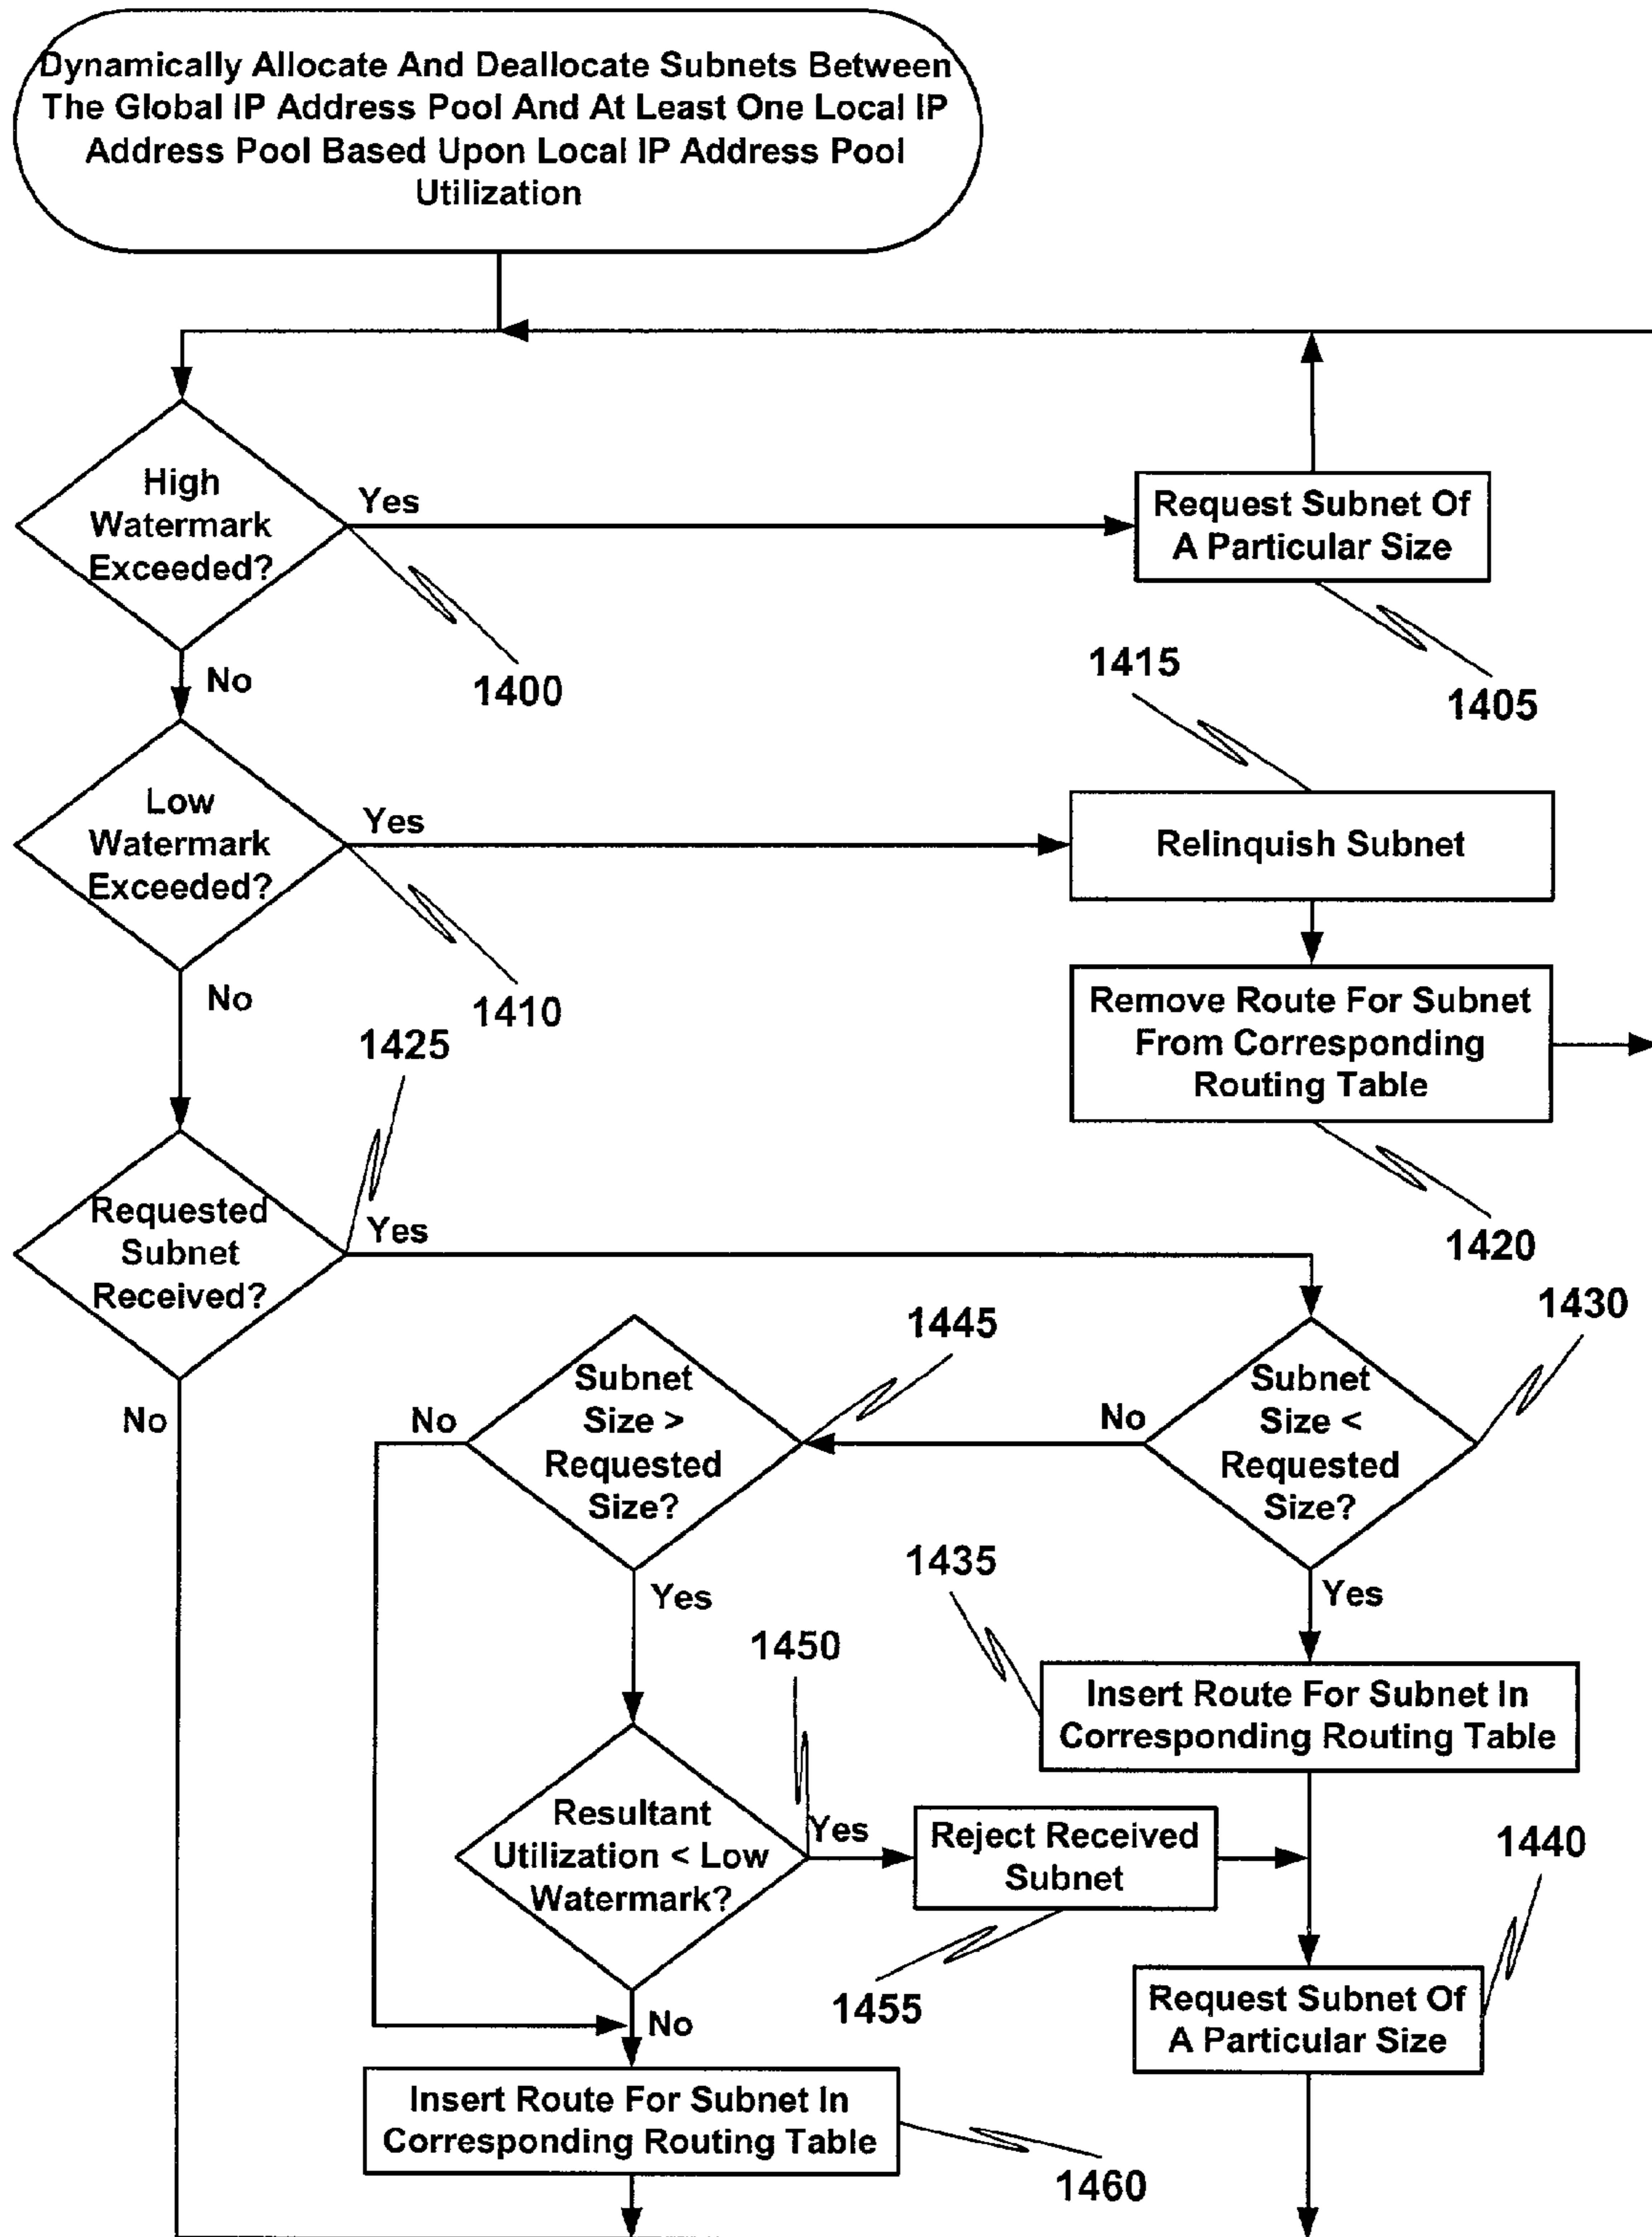 Dynamically Allocate And Deallocate Subnets Between
The Global IP Address Pool And At Least One Local IP
Address Pool Based Upon Local IP Address Pool
Utilization
High
Watermark
Exceeded?
Yes
No
1400
Request Subnet Of
A Particular Size
1405
Low
Watermark
Exceeded?
Yes
No
1410
1415
Relinquish Subnet
Remove Route For Subnet
From Corresponding
Routing Table
1420
1425
Requested
Subnet
Received?
Yes
No
1430
Subnet
Size <
Requested
Size?
No
Yes
1445
Subnet
Size >
Requested
Size?
No
Yes
1435
Insert Route For Subnet In
Corresponding Routing Table
1450
Resultant
Utilization < Low
Watermark?
Yes
No
Reject Received
Subnet
1455
1440
Request Subnet Of
A Particular Size
Insert Route For Subnet In
Corresponding Routing Table
1460